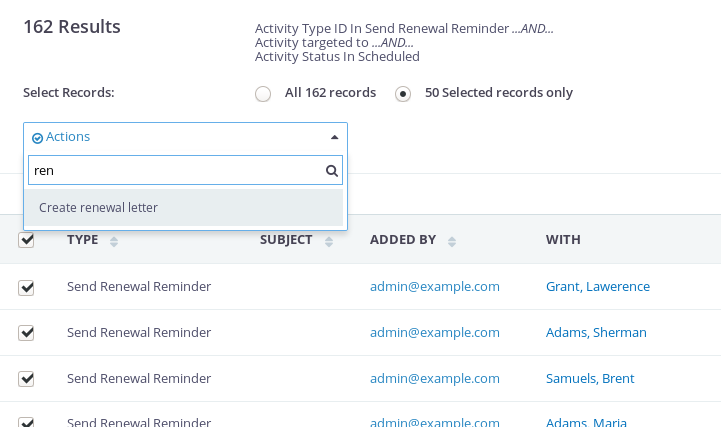 162 Results
Activity Type ID In Send Renewal Reminder ...AND...
Activity targeted to ...AND...
Activity Status In Scheduled
Select Records: All 162 records 50 Selected records only
Actions
ren
Create renewal letter
TYPE SUBJECT ADDED BY WITH
Send Renewal Reminder admin@example.com Grant, Lawerence
Send Renewal Reminder admin@example.com Adams, Sherman
Send Renewal Reminder admin@example.com Samuels, Brent
Send Renewal Reminder admin@example.com Adams, Maria